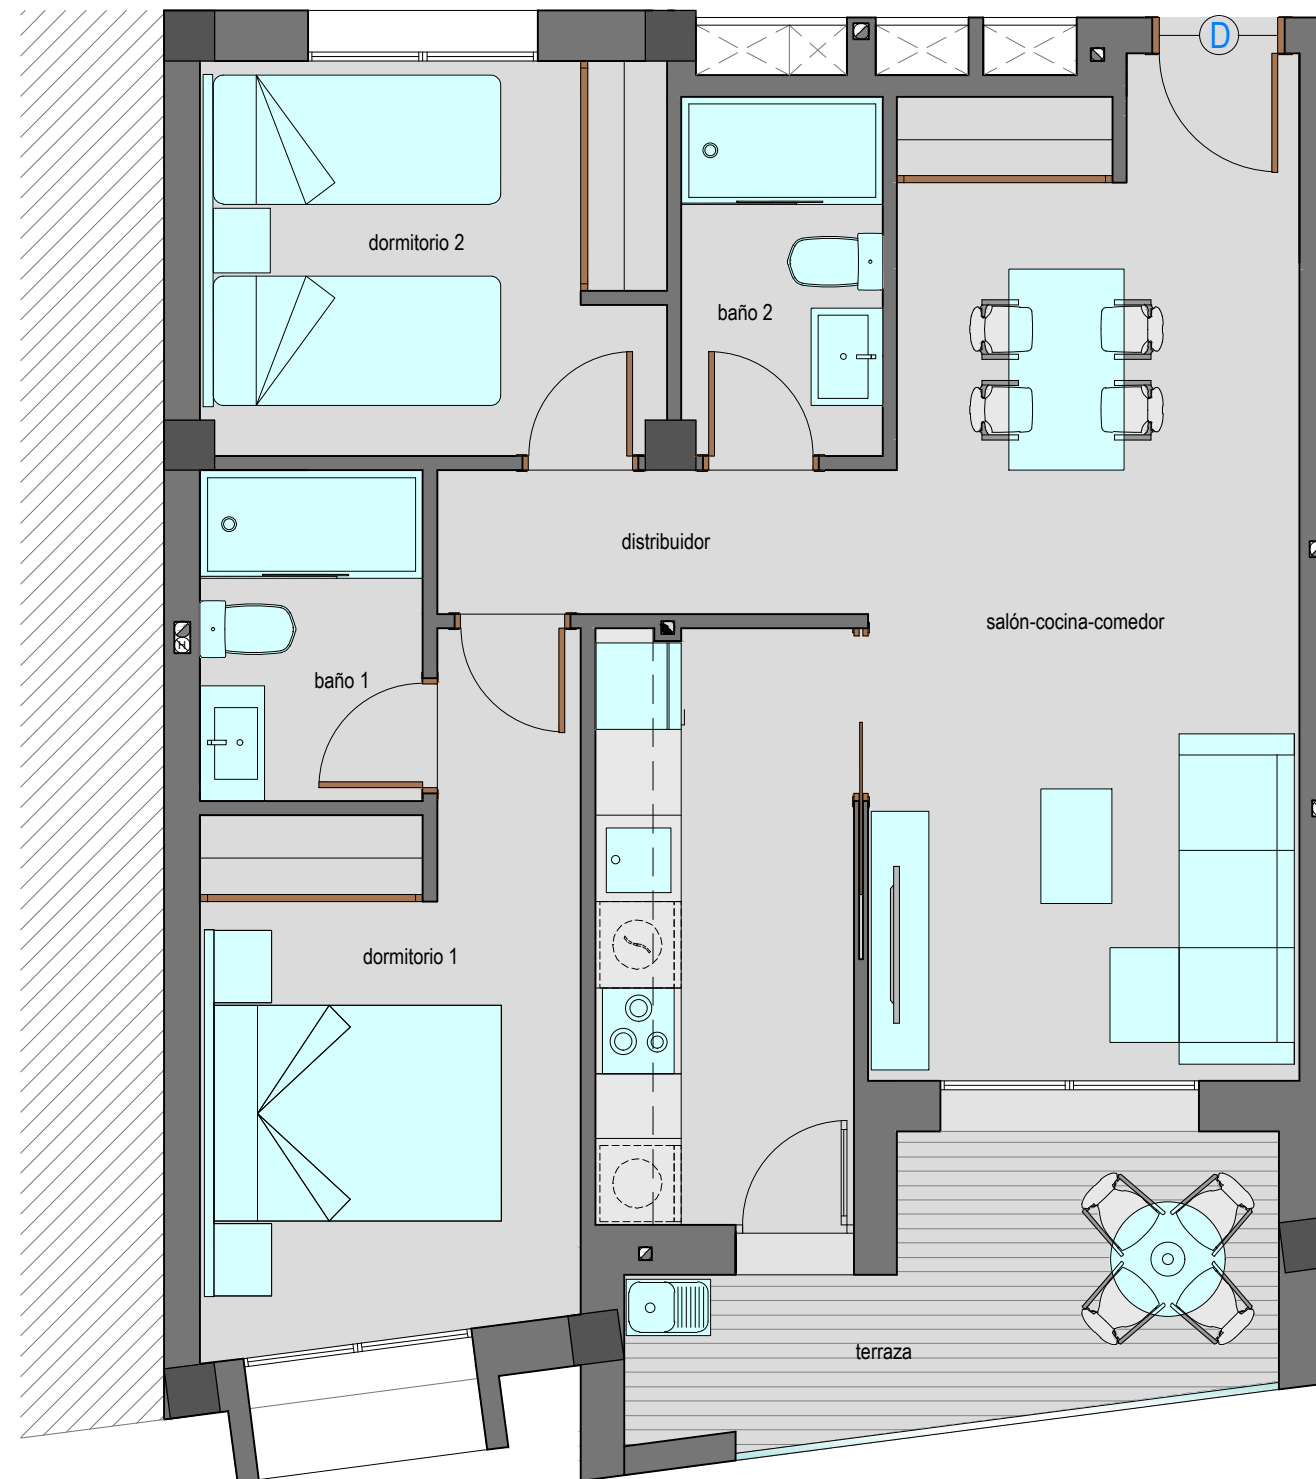 D
dormitorio 2
baño 2
distribuidor
salón-cocina-comedor
baño 1
dormitorio 1
terraza